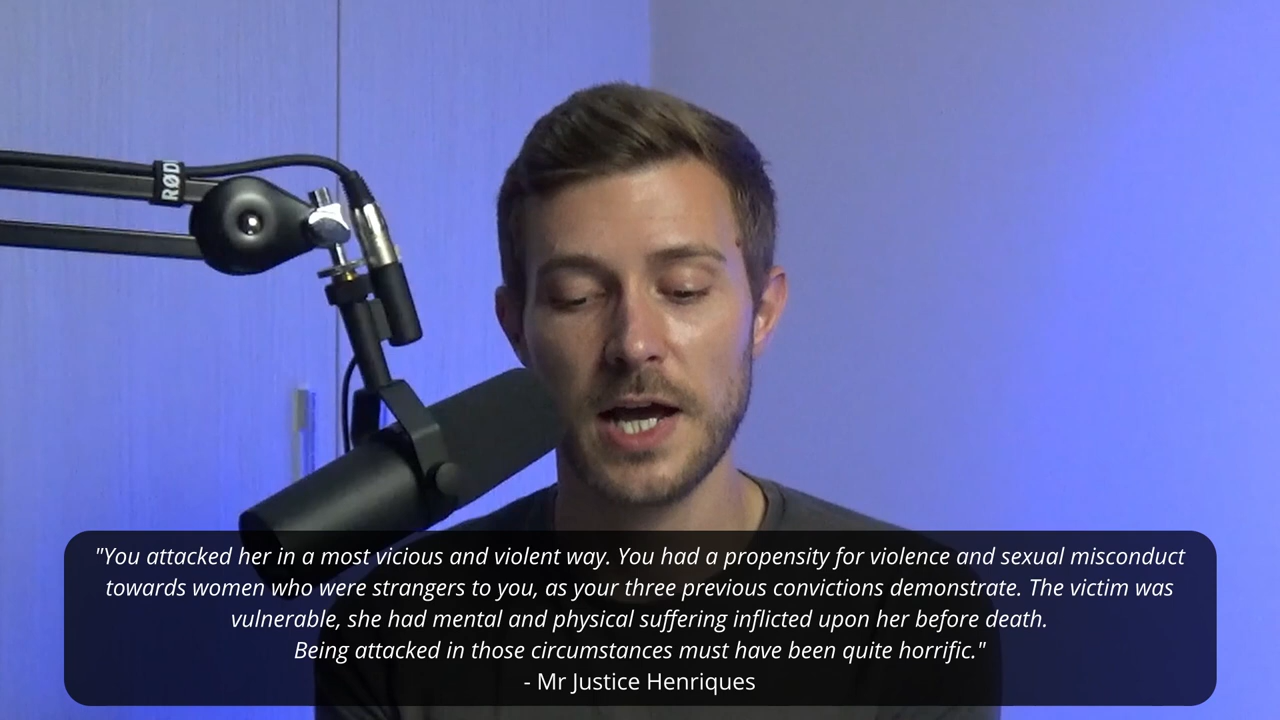 RØD
"You attacked her in a most vicious and violent way. You had a propensity for violence and sexual misconduct
towards women who were strangers to you, as your three previous convictions demonstrate. The victim was
vulnerable, she had mental and physical suffering inflicted upon her before death.
Being attacked in those circumstances must have been quite horrific."
- Mr Justice Henriques